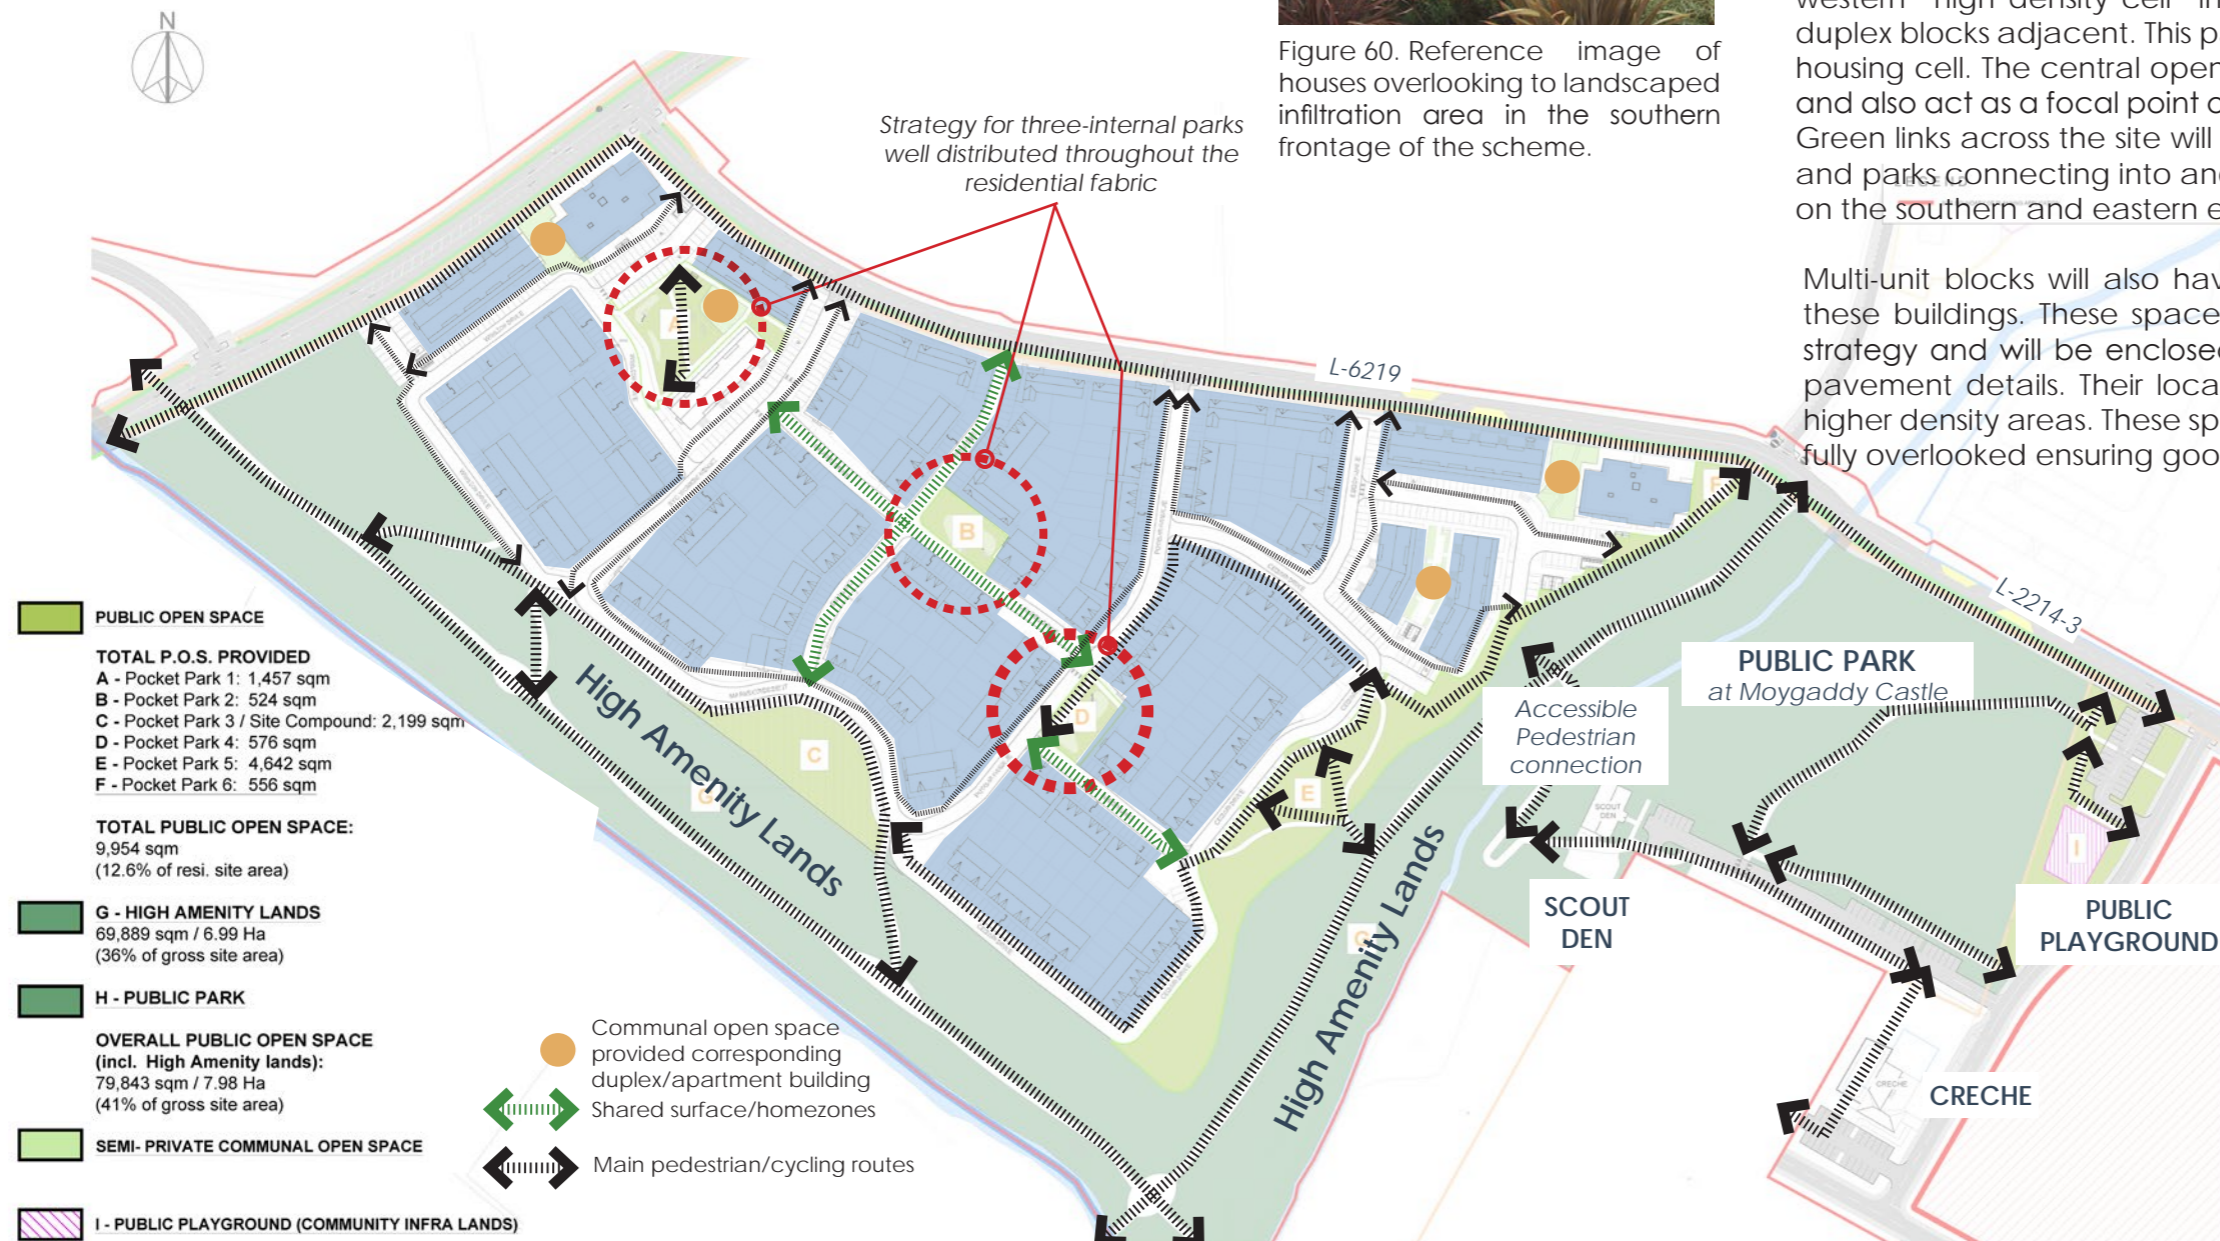 N
Figure 60. Reference image of
houses overlooking to landscaped
infiltration area in the southern
frontage of the scheme.
western high density cell
duplex blocks adjacent. This
housing cell. The central open
and also act as a focal point
Green links across the site will
and parks connecting into
on the southern and eastern
Multi-unit blocks will also
these buildings. These
strategy and will be
pavement details. Their
higher density areas. These
fully overlooked ensuring
LEGEND
Strategy for three-internal parks
well distributed throughout the
residential fabric
L-6219
L-2214-3
A
B
C
D
E
F
G
G
I
High Amenity Lands
High Amenity Lands
PUBLIC PARK
at Moygaddy Castle
Accessible
Pedestrian
connection
SCOUT
DEN
SCOUT
DEN
PUBLIC
PLAYGROUND
CRECHE
CRECHE
PUBLIC OPEN SPACE
TOTAL P.O.S. PROVIDED
A - Pocket Park 1: 1,457 sqm
B - Pocket Park 2: 524 sqm
C - Pocket Park 3 / Site Compound: 2,199 sqm
D - Pocket Park 4: 576 sqm
E - Pocket Park 5: 4,642 sqm
F - Pocket Park 6: 556 sqm
TOTAL PUBLIC OPEN SPACE:
9,954 sqm
(12.6% of resi. site area)
G - HIGH AMENITY LANDS
69,889 sqm / 6.99 Ha
(36% of gross site area)
H - PUBLIC PARK
OVERALL PUBLIC OPEN SPACE
(incl. High Amenity lands):
79,843 sqm / 7.98 Ha
(41% of gross site area)
SEMI- PRIVATE COMMUNAL OPEN SPACE
I - PUBLIC PLAYGROUND (COMMUNITY INFRA LANDS)
Communal open space
provided corresponding
duplex/apartment building
Shared surface/homezones
Main pedestrian/cycling routes